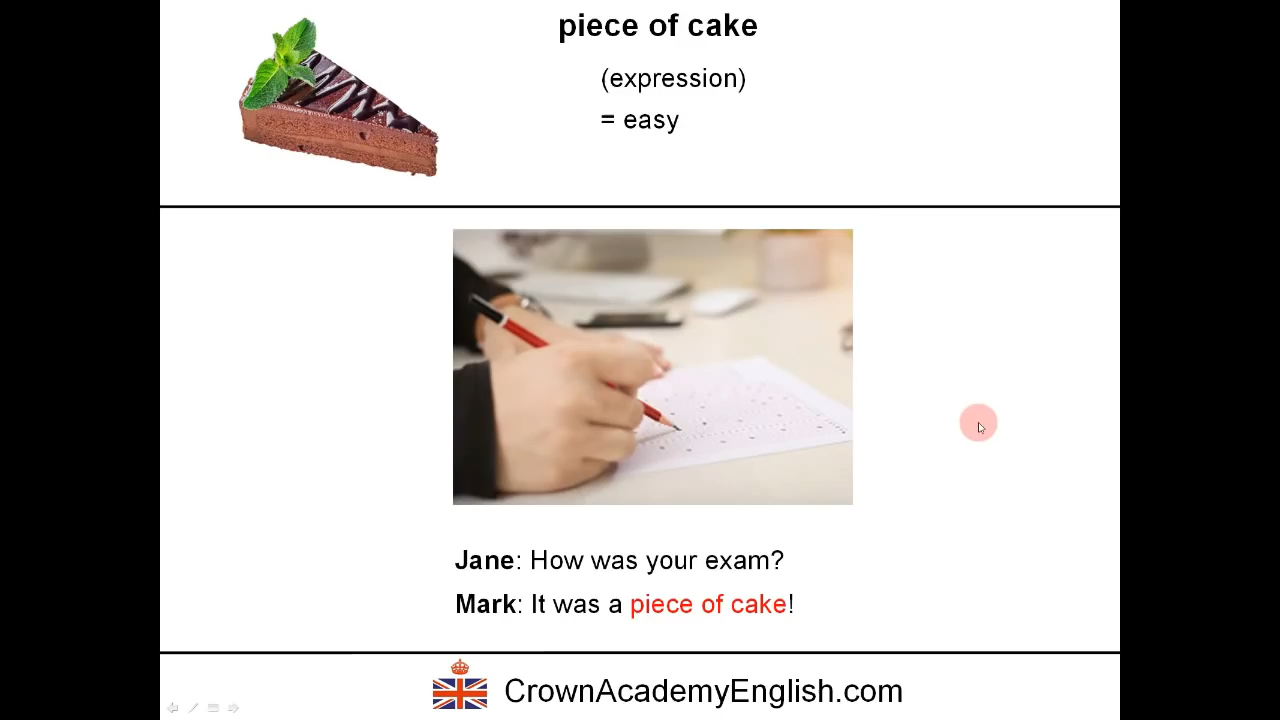 piece of cake
(expression)
= easy
Jane: How was your exam?
Mark: It was a piece of cake!
CrownAcademyEnglish.com